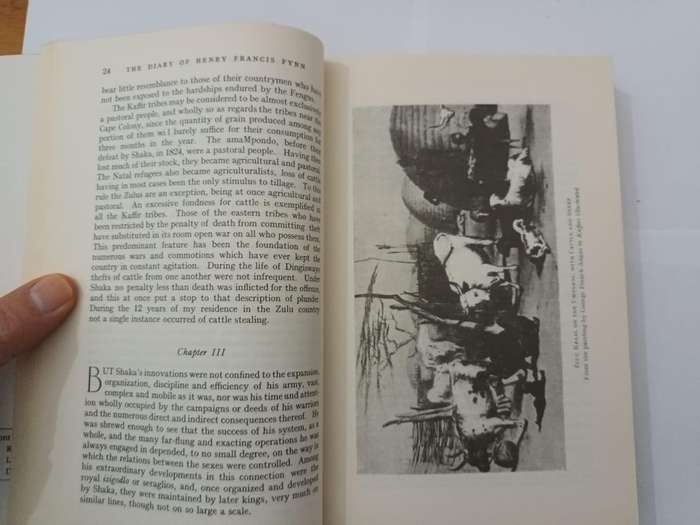 24 THE DIARY OF HENRY FRANCIS FYNN
bear little resemblance to those of their countrymen who have
not been exposed to the hardships endured by the Fengus.
The Kaffir tribes may be considered to be almost exclusively
a pastoral people, and wholly so as regards the tribes near the
Cape Colony, since the quantity of grain produced among any
portion of them will barely suffice for their consumption for
three months in the year. The amaMpondo, before their
defeat by Shaka, in 1824, were a pastoral people. Having then
lost much of their stock, they became agricultural and pastoral.
The Natal refugees also became agriculturalists, loss of cattle
having in most cases been the only stimulus to tillage. To this
rule the Zulus are an exception, being at once agricultural and
pastoral. An excessive fondness for cattle is exemplified in
all the Kaffir tribes. Those of the eastern tribes who have
been restricted by the penalty of death from committing theft
have substituted in its room open war on all who possess them.
This predominant feature has been the foundation of the
numerous wars and commotions which have ever kept the
country in constant agitation. During the life of Dingiswayo
thefts of cattle from one another were not infrequent. Under
Shaka no penalty less than death was inflicted for the offence,
and this at once put a stop to that description of plunder.
During the 12 years of my residence in the Zulu country
not a single instance occurred of cattle stealing.
Chapter III
BUT Shaka's innovations were not confined to the expansion,
organization, discipline and efficiency of his army, vast,
complex and mobile as it was, nor was his time and attention
wholly occupied by the campaigns or deeds of his warriors
and the numerous direct and indirect consequences thereof. He
was shrewd enough to see that the success of his system, as a
whole, and the many far-flung and exacting operations he was
always engaged in depended, to no small degree, on the way in
which the relations between the sexes were controlled. Among
his extraordinary developments in this connection were the
royal izigodlo or seraglios, and, once organized and developed
by Shaka, they were maintained by later kings, very much on
similar lines, though not on so large a scale.
WITH CATTLE AND SHEEP
From the painting by George French Angas in Kafirs Illustrated